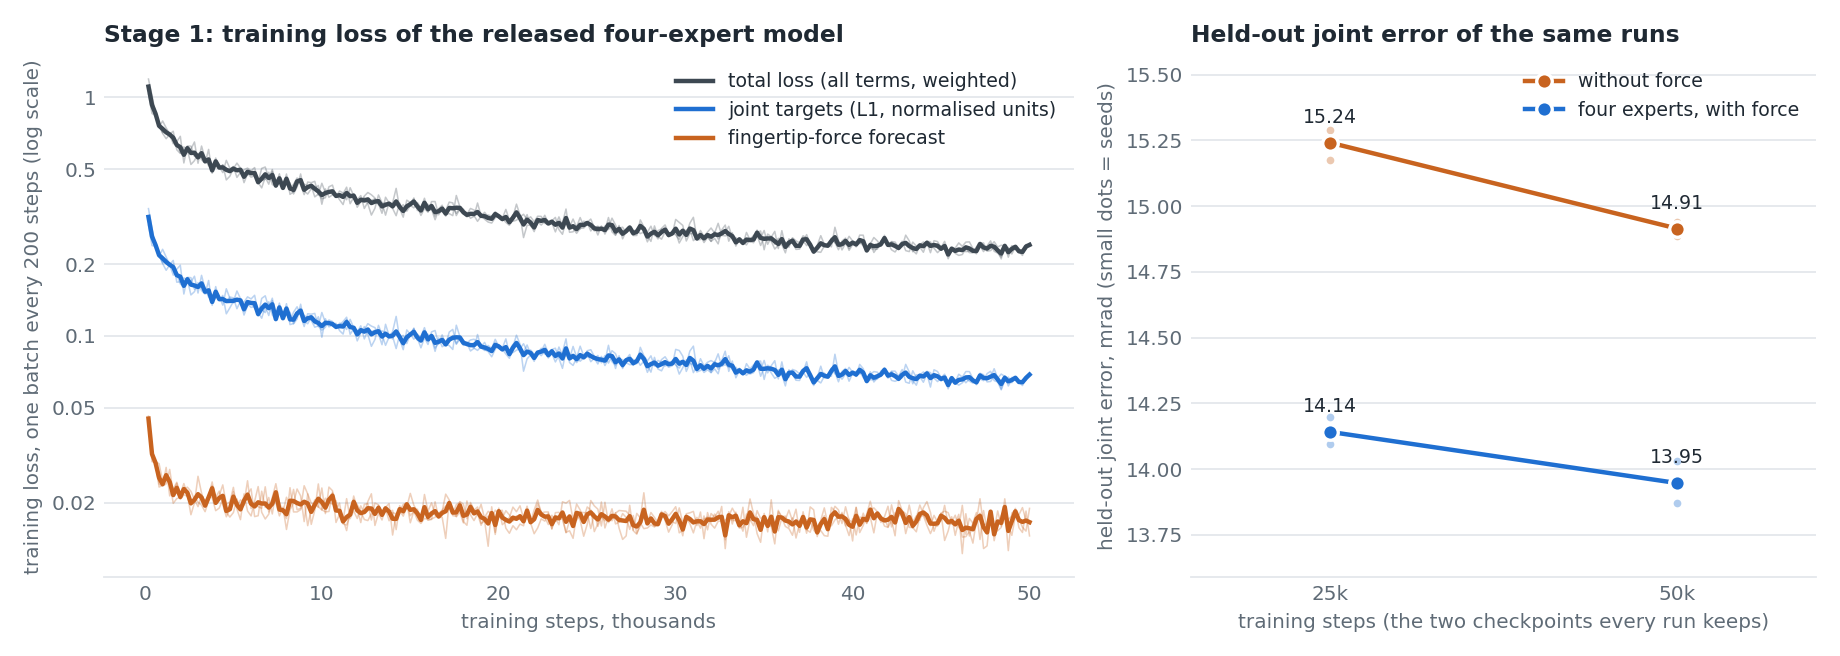 Stage 1: training loss of the released four-expert model
training loss, one batch every 200 steps (log scale)
1
0.5
0.2
0.1
0.05
0.02
total loss (all terms, weighted)
joint targets (L1, normalised units)
fingertip-force forecast
0 10 20 30 40 50
training steps, thousands
Held-out joint error of the same runs
held-out joint error, mrad (small dots = seeds)
15.50
15.25
15.00
14.75
14.50
14.25
14.00
13.75
without force
four experts, with force
15.24
14.91
14.14
13.95
25k 50k
training steps (the two checkpoints every run keeps)